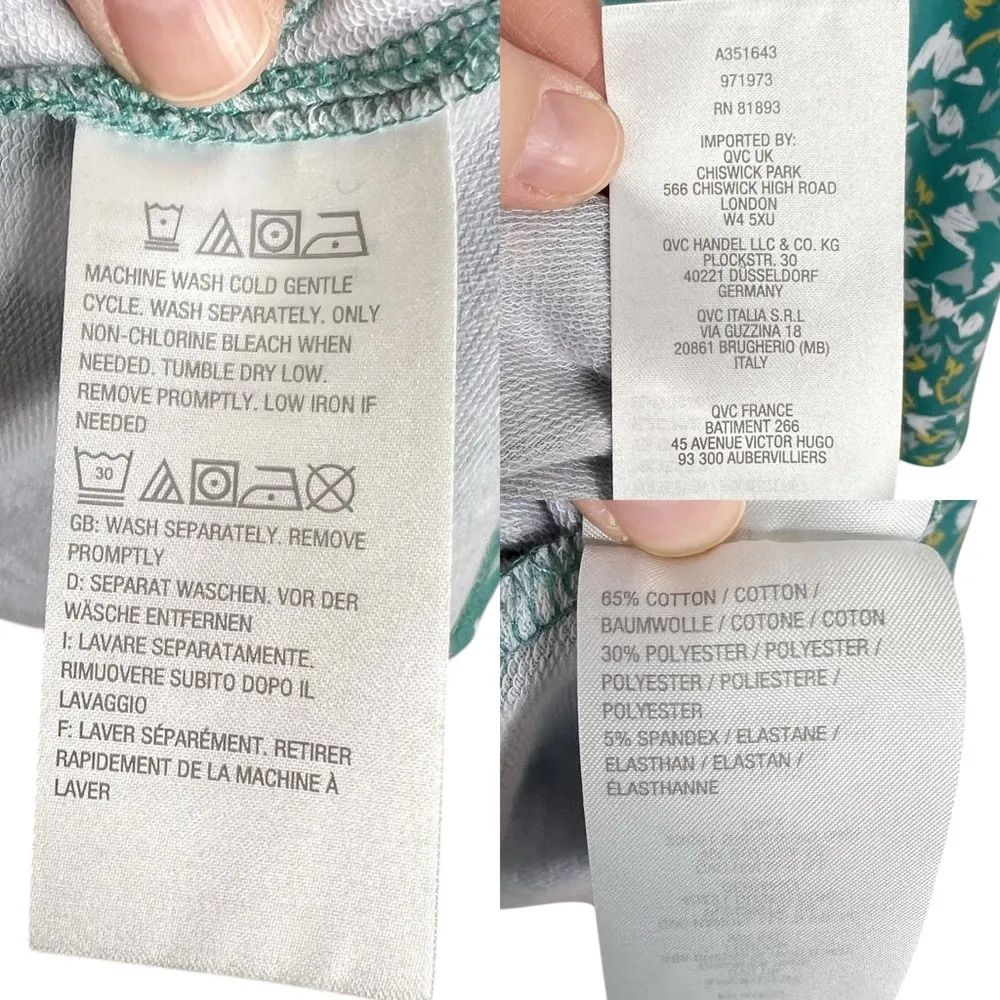 MACHINE WASH COLD GENTLE
CYCLE. WASH SEPARATELY. ONLY
NON-CHLORINE BLEACH WHEN
NEEDED. TUMBLE DRY LOW.
REMOVE PROMPTLY. LOW IRON IF
NEEDED
30
GB: WASH SEPARATELY. REMOVE
PROMPTLY
D: SEPARAT WASCHEN. VOR DER
WÄSCHE ENTFERNEN
I: LAVARE SEPARATAMENTE.
RIMUOVERE SUBITO DOPO IL
LAVAGGIO
F: LAVER SÉPARÉMENT. RETIRER
RAPIDEMENT DE LA MACHINE À
LAVER
A351643
971973
RN 81893
IMPORTED BY:
QVC UK
CHISWICK PARK
566 CHISWICK HIGH ROAD
LONDON
W4 5XU
QVC HANDEL LLC & CO. KG
PLOCKSTR. 30
40221 DÜSSELDORF
GERMANY
QVC ITALIA S.R.L
VIA GUZZINA 18
20861 BRUGHERIO (MB)
ITALY
QVC FRANCE
BATIMENT 266
45 AVENUE VICTOR HUGO
93 300 AUBERVILLIERS
65% COTTON / COTTON /
BAUMWOLLE / COTONE / COTON
30% POLYESTER / POLYESTER /
POLYESTER / POLIESTERE /
POLYESTER
5% SPANDEX / ELASTANE /
ELASTHAN / ELASTAN /
ÉLASTHANNE